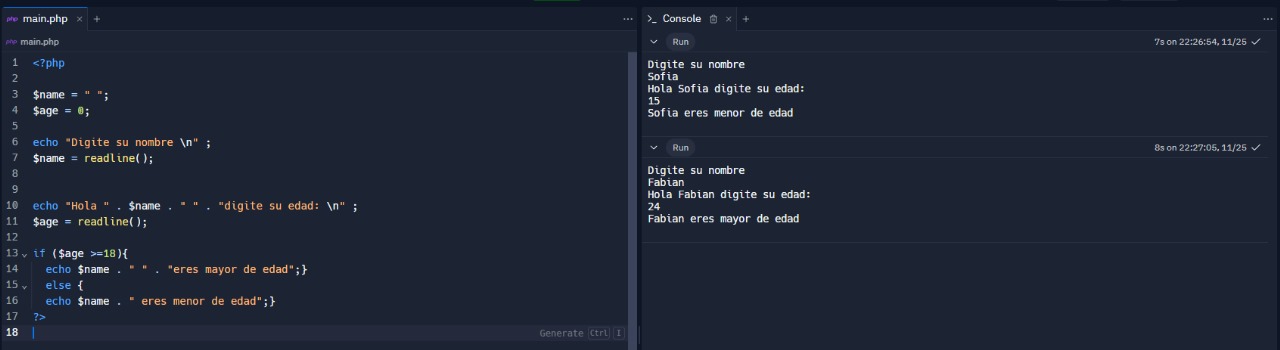 php main.php × +
php main.php
1 <?php
2
3 $name = " ";
4 $age = 0;
5
6 echo "Digite su nombre \n" ;
7 $name = readline();
8
9
10 echo "Hola " . $name . " " . "digite su edad: \n" ;
11 $age = readline();
12
13 if ($age >=18){
14 echo $name . " " . "eres mayor de edad";}
15 else {
16 echo $name . " eres menor de edad";}
17 ?>
18
Generate Ctrl I
>_ Console × +
Run 7s on 22:26:54, 11/25
Digite su nombre
Sofia
Hola Sofia digite su edad:
15
Sofia eres menor de edad
Run 8s on 22:27:05, 11/25
Digite su nombre
Fabian
Hola Fabian digite su edad:
24
Fabian eres mayor de edad